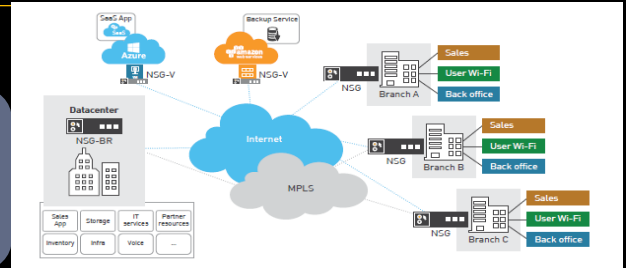 SaaS App
SaaS
Azure
NSG-V
Backup Service
amazon
NSG-V
Datacenter
NSG-BR
Internet
MPLS
NSG
Branch A
Sales
User Wi-Fi
Back office
NSG
Branch B
Sales
User Wi-Fi
Back office
NSG
Branch C
Sales
User Wi-Fi
Back office
Sales App
Storage
IT services
Partner resources
Inventory
Infra
Voice
...